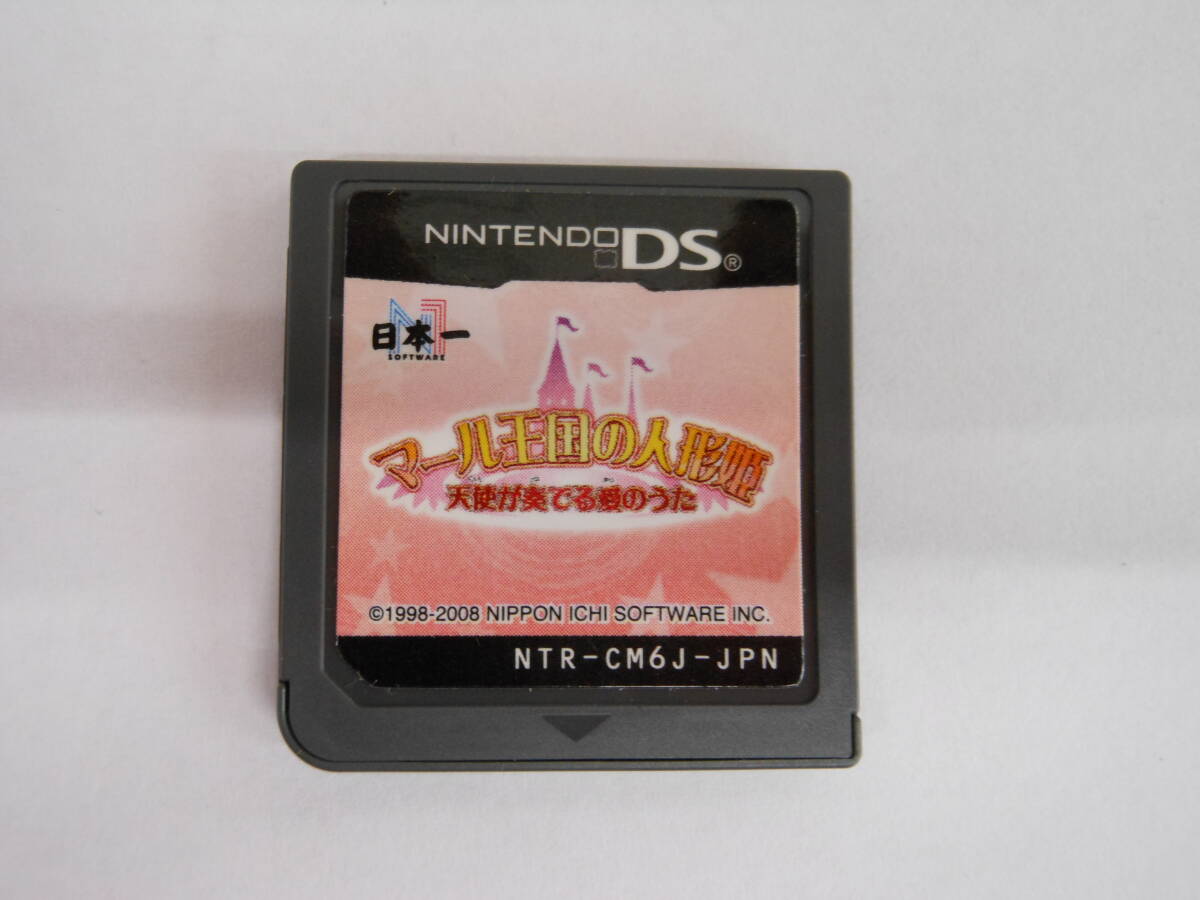 NINTENDO DS®
日本一
SOFTWARE
マール王国の人形姫
天使が奏でる愛のうた
©1998-2008 NIPPON ICHI SOFTWARE INC.
NTR-CM6J-JPN